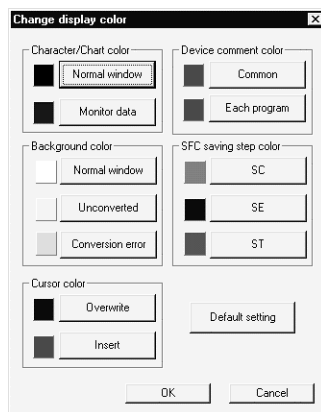 Change display color
Character/Chart color
Normal window
Monitor data
Device comment color
Common
Each program
Background color
Normal window
Unconverted
Conversion error
SFC saving step color
SC
SE
ST
Cursor color
Overwrite
Insert
Default setting
OK
Cancel